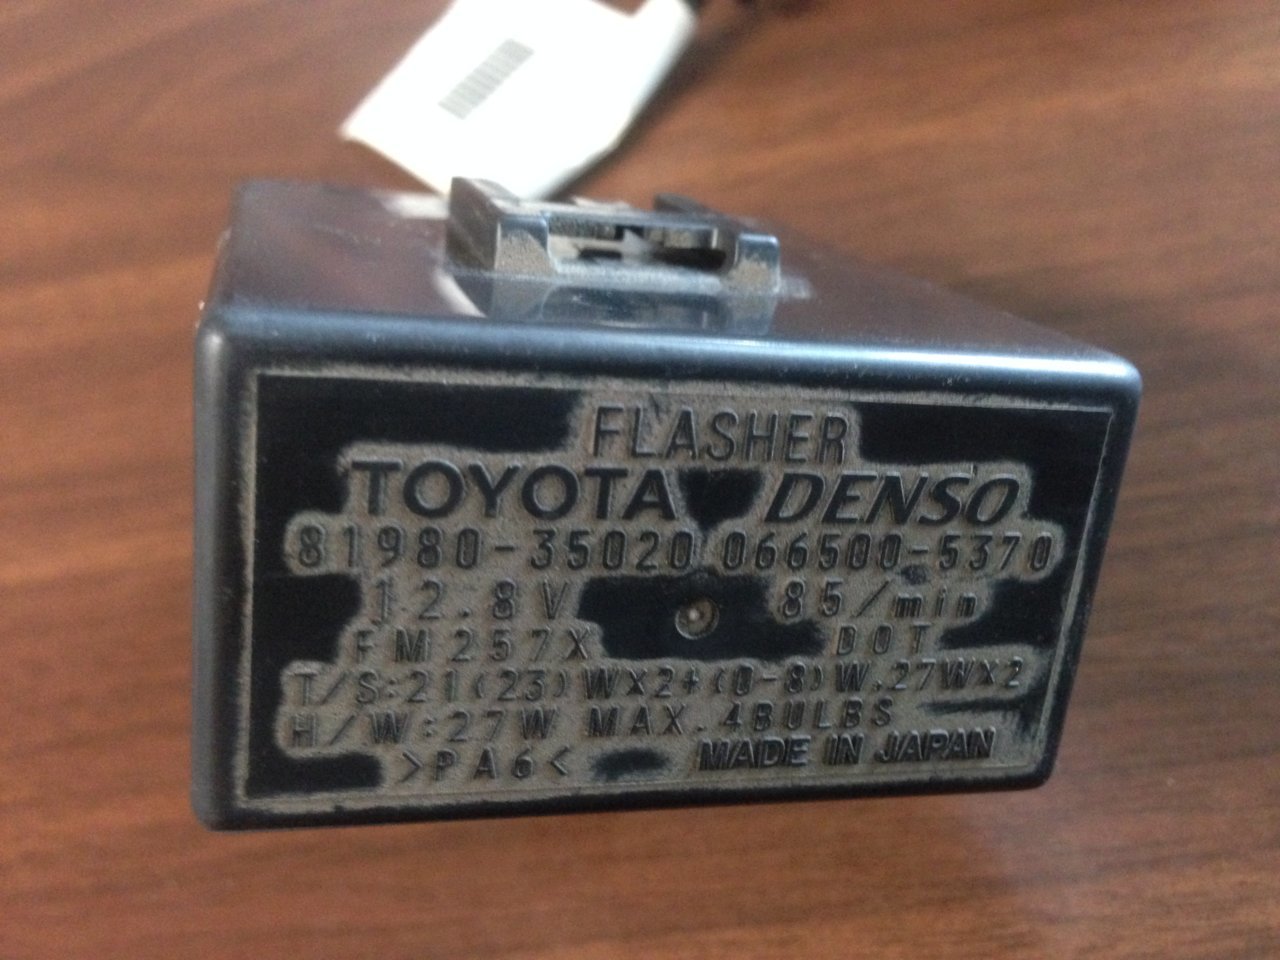 FLASHER
TOYOTA DENSO
81980-35020 066500-5370
12.8V 85/min
FM257X DOT
T/S:21(23)WX2+(0-8)W.27WX2
H/W:27W MAX.4BULBS
>PA6< MADE IN JAPAN